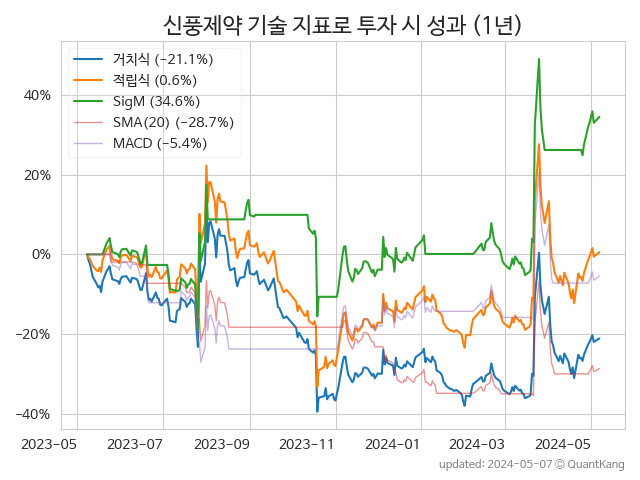 신풍제약 기술 지표로 투자 시 성과 (1년)
거치식 (−21.1%)
적립식 (0.6%)
SigM (34.6%)
SMA(20) (−28.7%)
MACD (−5.4%)
40%
20%
0%
−20%
−40%
2023-05 2023-07 2023-09 2023-11 2024-01 2024-03 2024-05
updated: 2024-05-07 ⓒ QuantKang